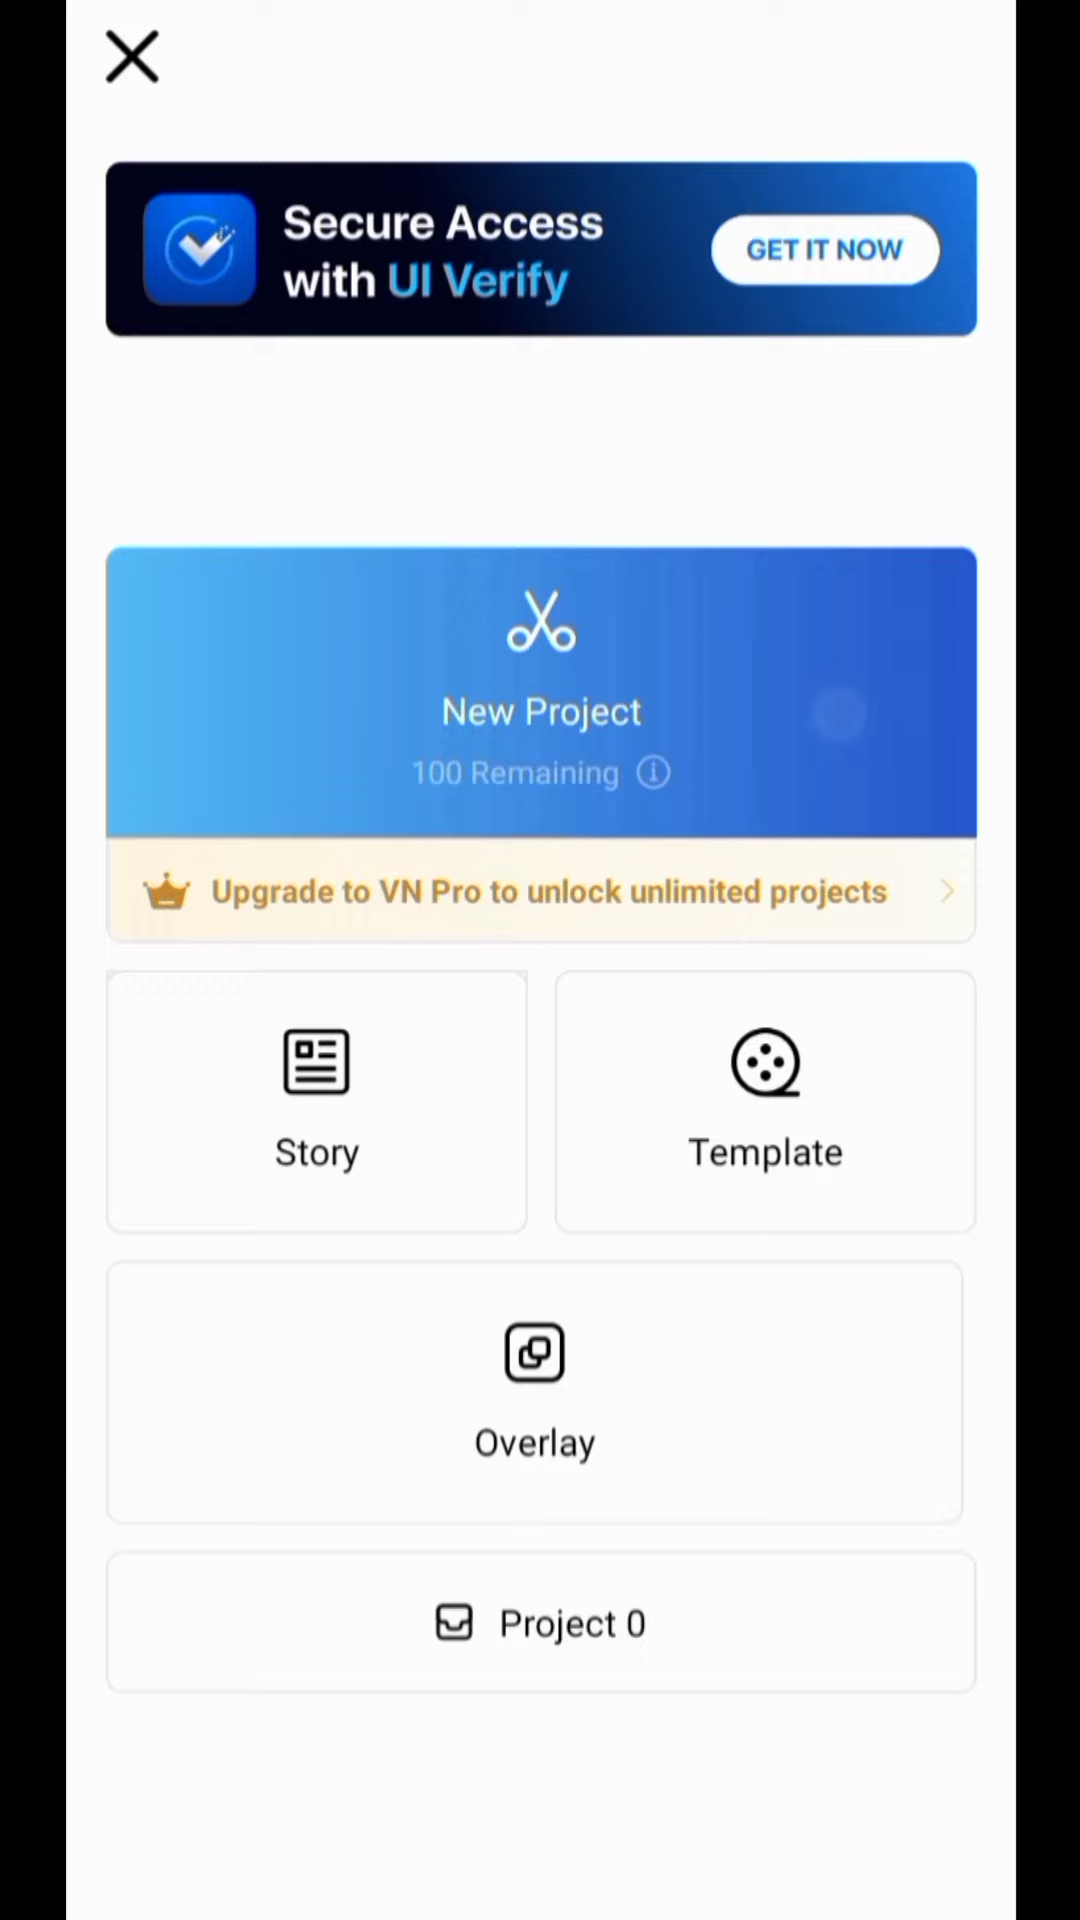 Secure Access
with UI Verify
GET IT NOW
New Project
100 Remaining
Upgrade to VN Pro to unlock unlimited projects
Story
Template
Overlay
Project 0